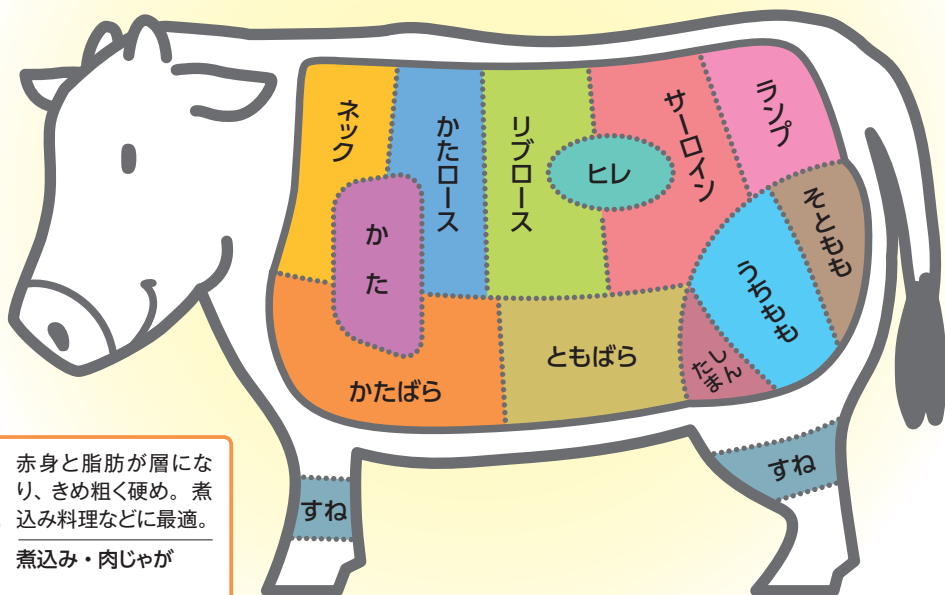 ネック
かたロース
リブロース
サーロイン
ランプ
ヒレ
か
た
そともも
うちもも
ともばら
たし
まん
かたばら
すね
すね
赤身と脂肪が層にな
り、きめ粗く硬め。煮
込み料理などに最適。
煮込み・肉じゃが